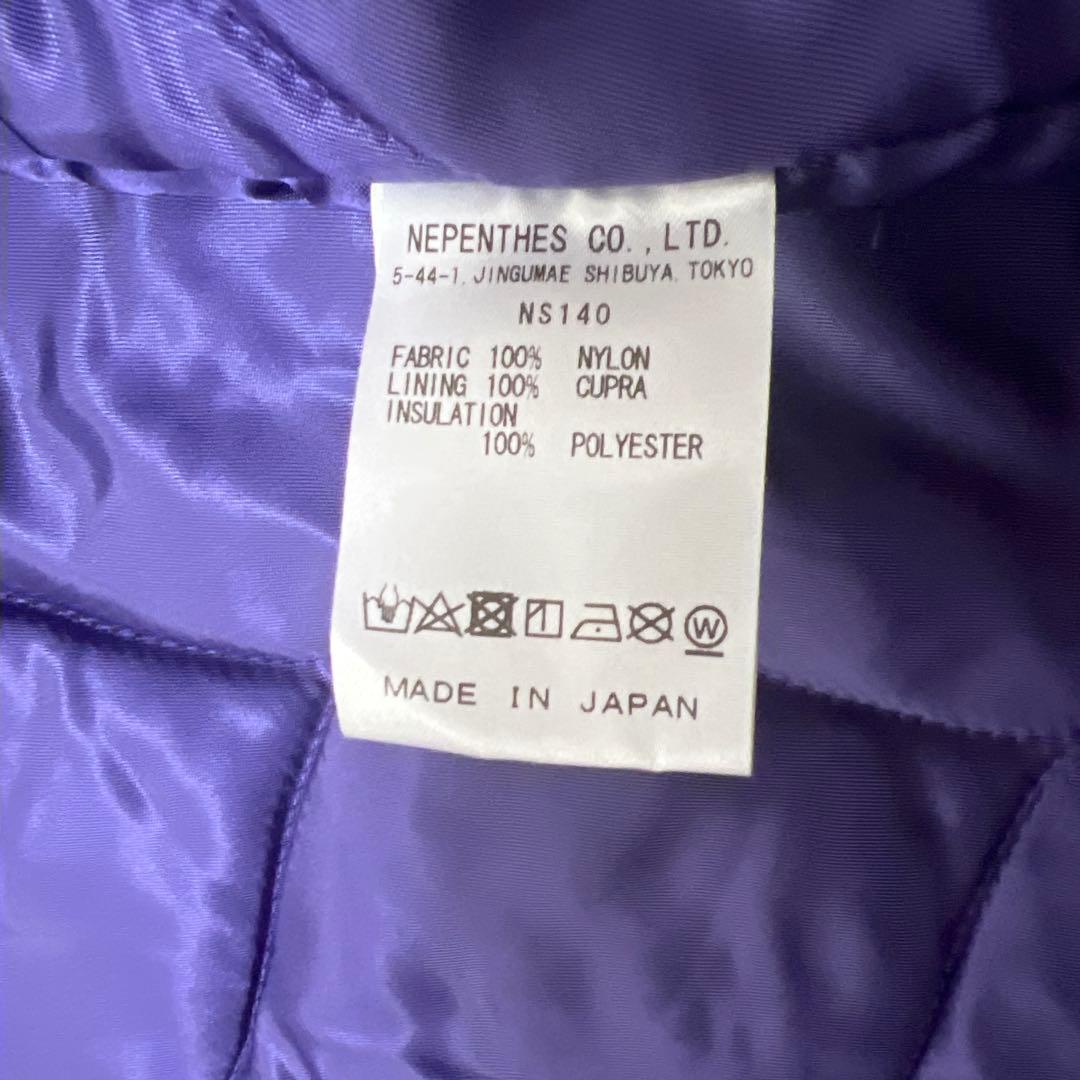 NEPENTHES CO.,LTD.
5-44-1, JINGUMAE SHIBUYA, TOKYO
NS140
FABRIC 100% NYLON
LINING 100% CUPRA
INSULATION
100% POLYESTER
W
MADE IN JAPAN